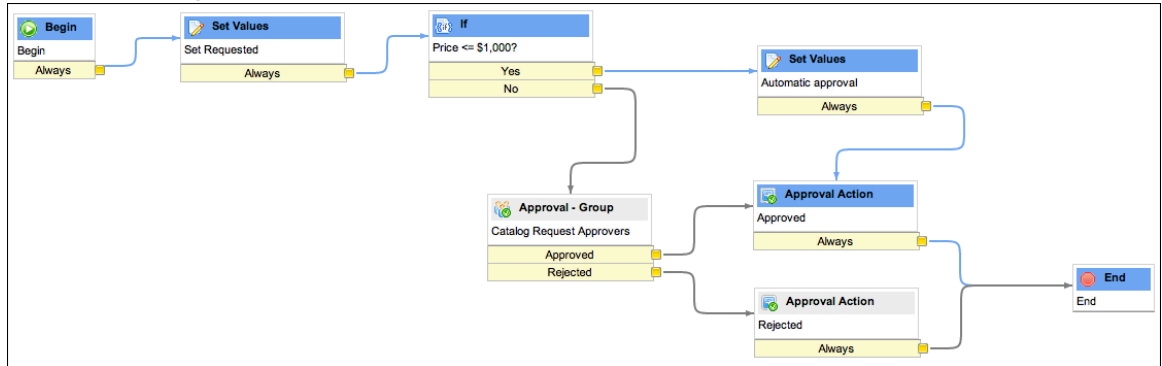 Begin
Begin
Always
Set Values
Set Requested
Always
If
Price <= $1,000?
Yes
No
Set Values
Automatic approval
Always
Approval - Group
Catalog Request Approvers
Approved
Rejected
Approval Action
Approved
Always
Approval Action
Rejected
Always
End
End